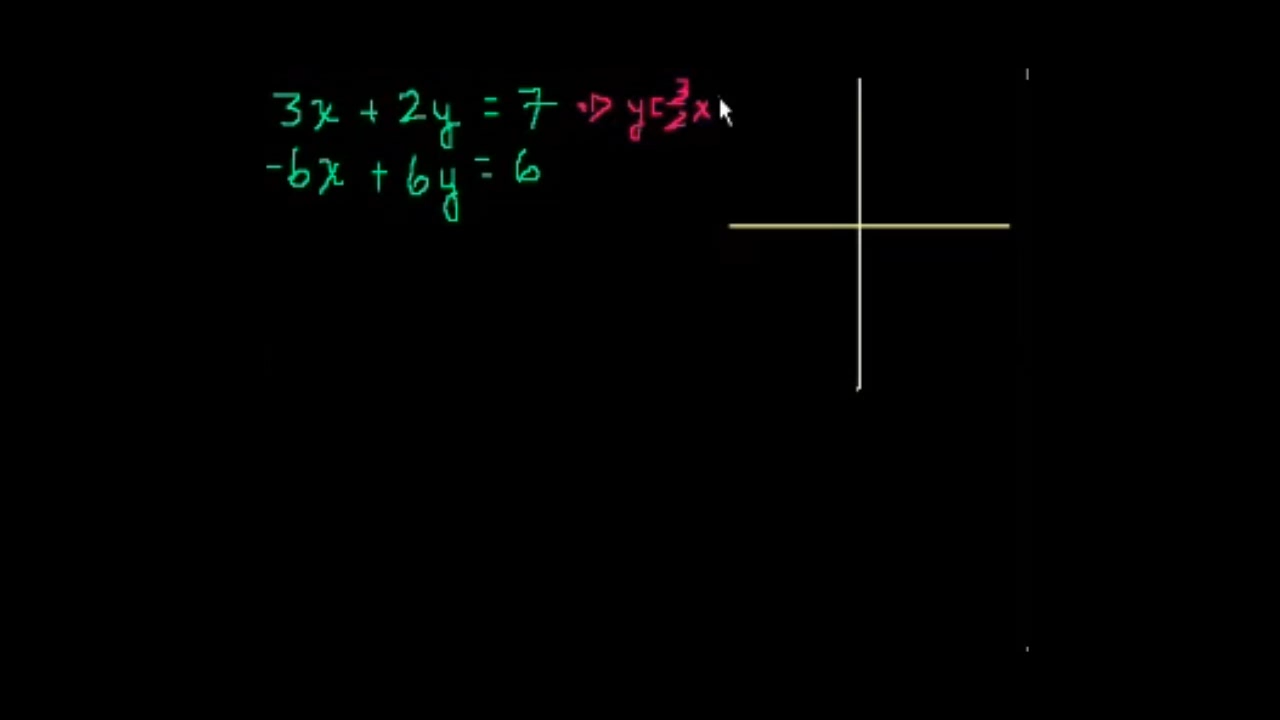 3x + 2y = 7 => y = 3/2 x
-6x + 6y = 6